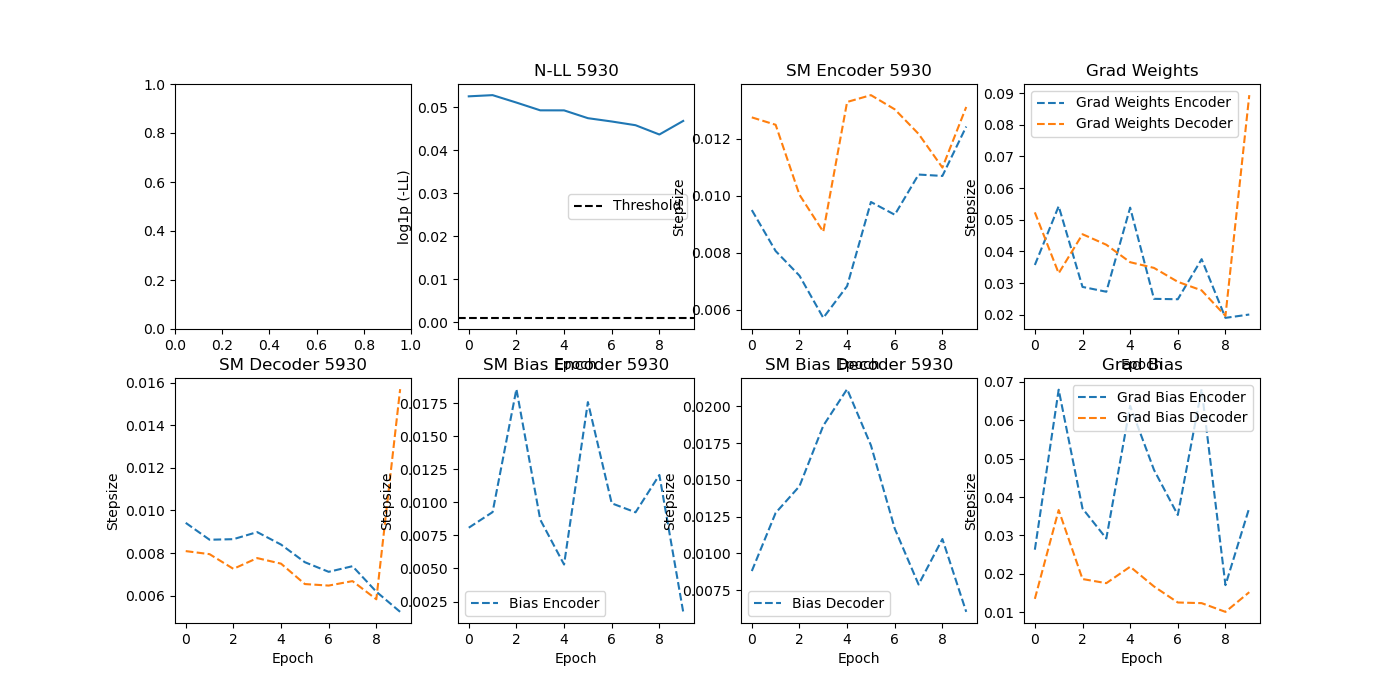 N-LL 5930
SM Encoder 5930
Grad Weights
1.0
0.8
0.6
0.4
0.2
0.0
0.0 0.2 0.4 0.6 0.8 1.0
log1p (-LL)
0.05
0.04
0.03
0.02
0.01
0.00
Threshold
0 2 4 6 8
Epoch
Stepsize
0.012
0.010
0.008
0.006
0 2 4 6 8
Epoch
Stepsize
0.09
0.08
0.07
0.06
0.05
0.04
0.03
0.02
Grad Weights Encoder
Grad Weights Decoder
0 2 4 6 8
Epoch
SM Decoder 5930
SM Bias Encoder 5930
SM Bias Decoder 5930
Grad Bias
Stepsize
0.016
0.014
0.012
0.010
0.008
0.006
0 2 4 6 8
Epoch
Stepsize
0.0175
0.0150
0.0125
0.0100
0.0075
0.0050
0.0025
Bias Encoder
0 2 4 6 8
Epoch
Stepsize
0.0200
0.0175
0.0150
0.0125
0.0100
0.0075
Bias Decoder
0 2 4 6 8
Epoch
Stepsize
0.07
0.06
0.05
0.04
0.03
0.02
0.01
Grad Bias Encoder
Grad Bias Decoder
0 2 4 6 8
Epoch